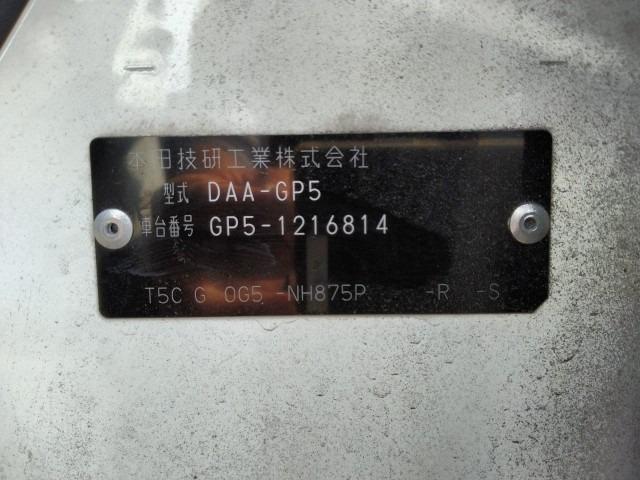 本田技研工業株式会社
型式 DAA-GP5
車台番号 GP5-1216814
T5C G 0G5 -NH875P -R -S